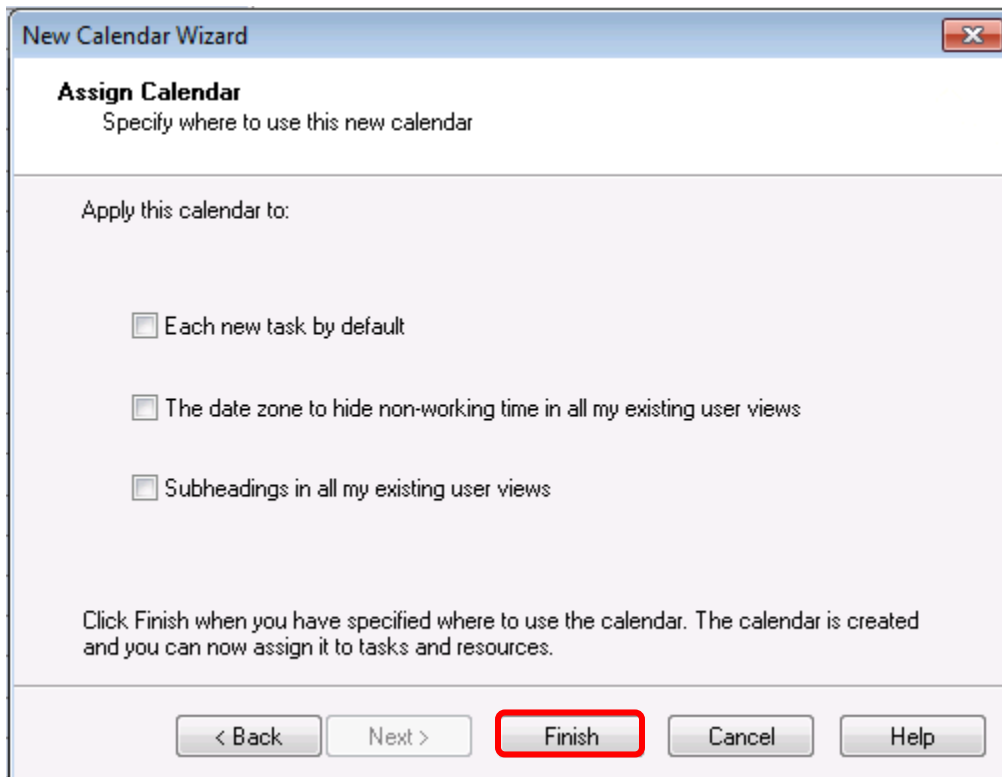 New Calendar Wizard
Assign Calendar
Specify where to use this new calendar
Apply this calendar to:
Each new task by default
The date zone to hide non-working time in all my existing user views
Subheadings in all my existing user views
Click Finish when you have specified where to use the calendar. The calendar is created
and you can now assign it to tasks and resources.
< Back Next > Finish Cancel Help